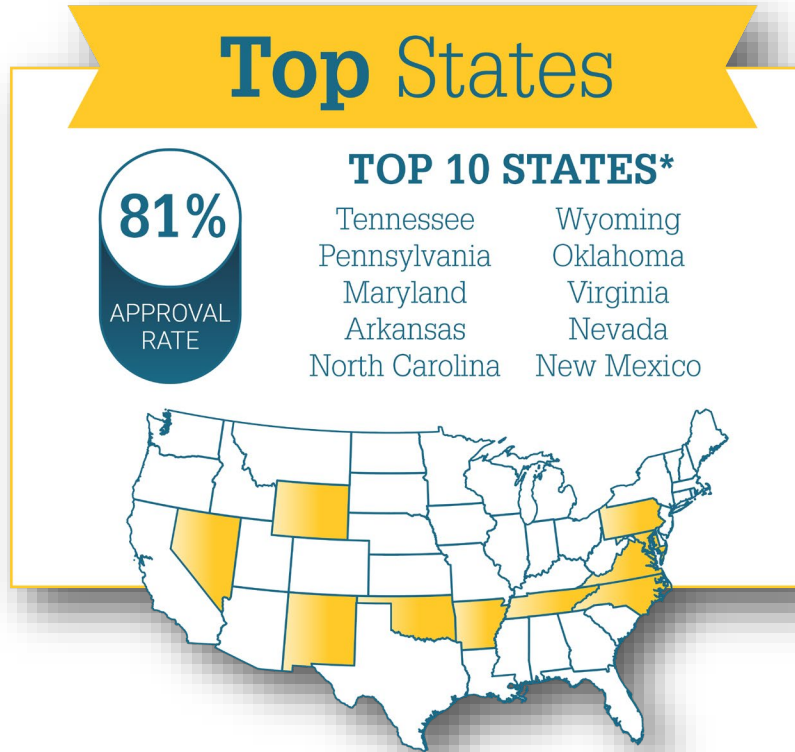 Top States
81%
APPROVAL
RATE
TOP 10 STATES*
Tennessee
Pennsylvania
Maryland
Arkansas
North Carolina
Wyoming
Oklahoma
Virginia
Nevada
New Mexico